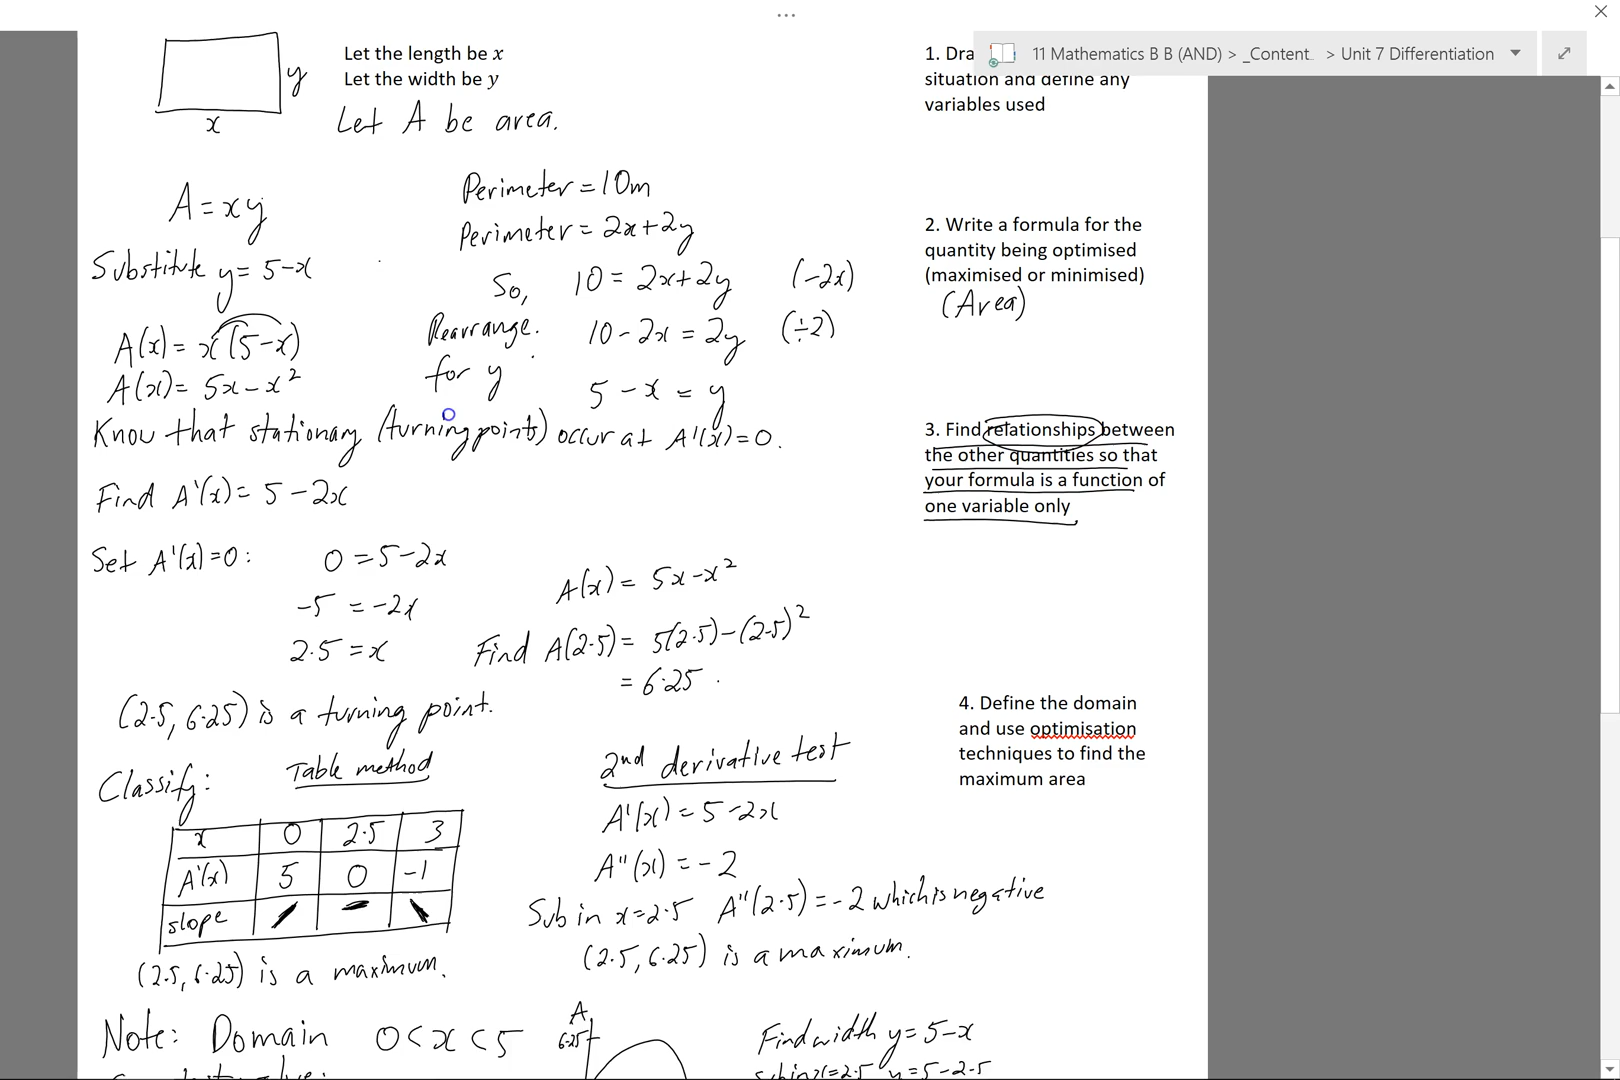 11 Mathematics B B (AND) > _Content. > Unit 7 Differentiation
y
x
Let the length be x
Let the width be y
Let A be area.
1. Dra
situation and define any
variables used
A = xy
Substitute y = 5-x
A(x) = x(5-x)
A(x) = 5x - x²
Perimeter = 10m
Perimeter = 2x+2y
So, 10 = 2x+2y (-2x)
Rearrange. 10 - 2x = 2y (÷2)
for y 5 - x = y
2. Write a formula for the
quantity being optimised
(maximised or minimised)
(Area)
Know that stationary (turning points) occur at A'(x)=0.
3. Find relationships between
the other quantities so that
your formula is a function of
one variable only
Find A'(x) = 5 - 2x
Set A'(x)=0: 0 = 5-2x
-5 = -2x
2.5 = x
A(x) = 5x - x²
Find A(2.5) = 5(2.5) - (2.5)²
= 6.25
(2.5, 6.25) is a turning point.
4. Define the domain
and use optimisation
techniques to find the
maximum area
Classify: Table method
x 0 2.5 3
A'(x) 5 0 -1
slope
(2.5, 6.25) is a maximum.
2nd derivative test
A'(x) = 5-2x
A''(x) = -2
Sub in x=2.5 A''(2.5) = -2 which is negative
(2.5, 6.25) is a maximum.
Note: Domain 0<x<5
A
6.25
Find width y = 5-x
sub in x=2.5 y = 5-2.5